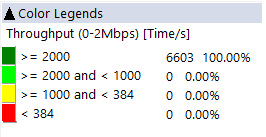 Color Legends
Throughput (0-2Mbps) [Time/s]
>= 2000 6603 100.00%
>= 2000 and < 1000 0 0.00%
>= 1000 and < 384 0 0.00%
< 384 0 0.00%